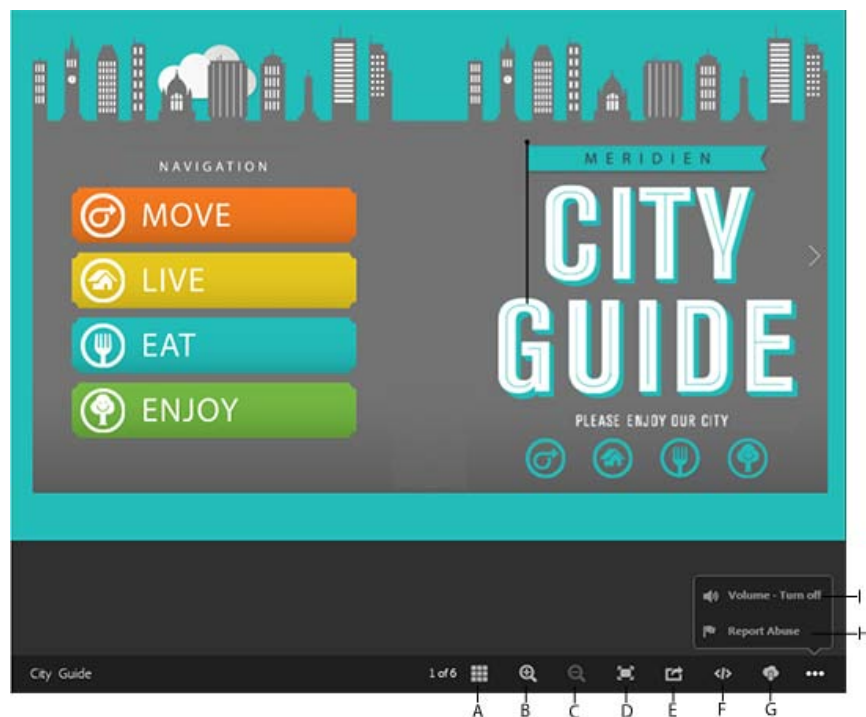 NAVIGATION
MOVE
LIVE
EAT
ENJOY
MERIDIEN
CITY
GUIDE
PLEASE ENJOY OUR CITY
Volume - Turn off
I
Report Abuse
H
City Guide
1 of 6
</>
A B C D E F G